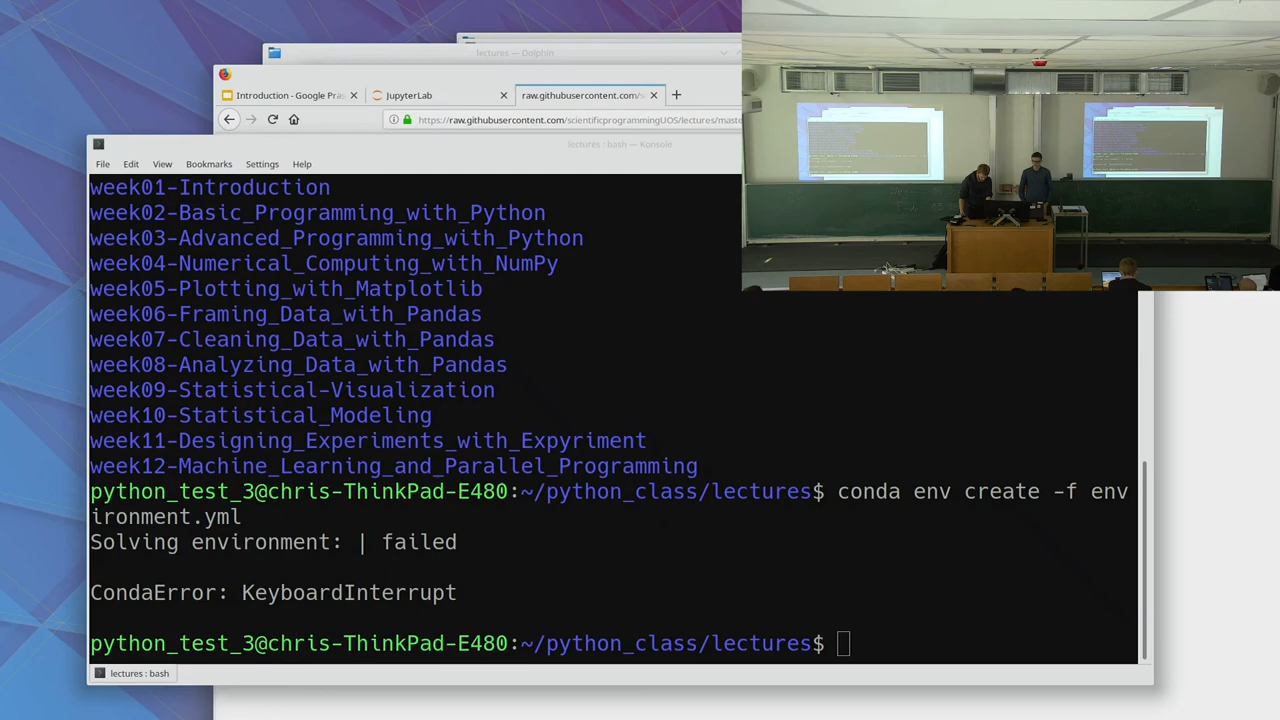 lectures — Dolphin
Introduction - Google Prä
JupyterLab
raw.githubusercontent.com/s
https://raw.githubusercontent.com/scientificprogrammingUOS/lectures/maste
lectures : bash — Konsole
File Edit View Bookmarks Settings Help
week01-Introduction
week02-Basic_Programming_with_Python
week03-Advanced_Programming_with_Python
week04-Numerical_Computing_with_NumPy
week05-Plotting_with_Matplotlib
week06-Framing_Data_with_Pandas
week07-Cleaning_Data_with_Pandas
week08-Analyzing_Data_with_Pandas
week09-Statistical-Visualization
week10-Statistical_Modeling
week11-Designing_Experiments_with_Expyriment
week12-Machine_Learning_and_Parallel_Programming
python_test_3@chris-ThinkPad-E480:~/python_class/lectures$ conda env create -f env
ironment.yml
Solving environment: | failed
CondaError: KeyboardInterrupt
python_test_3@chris-ThinkPad-E480:~/python_class/lectures$
lectures : bash